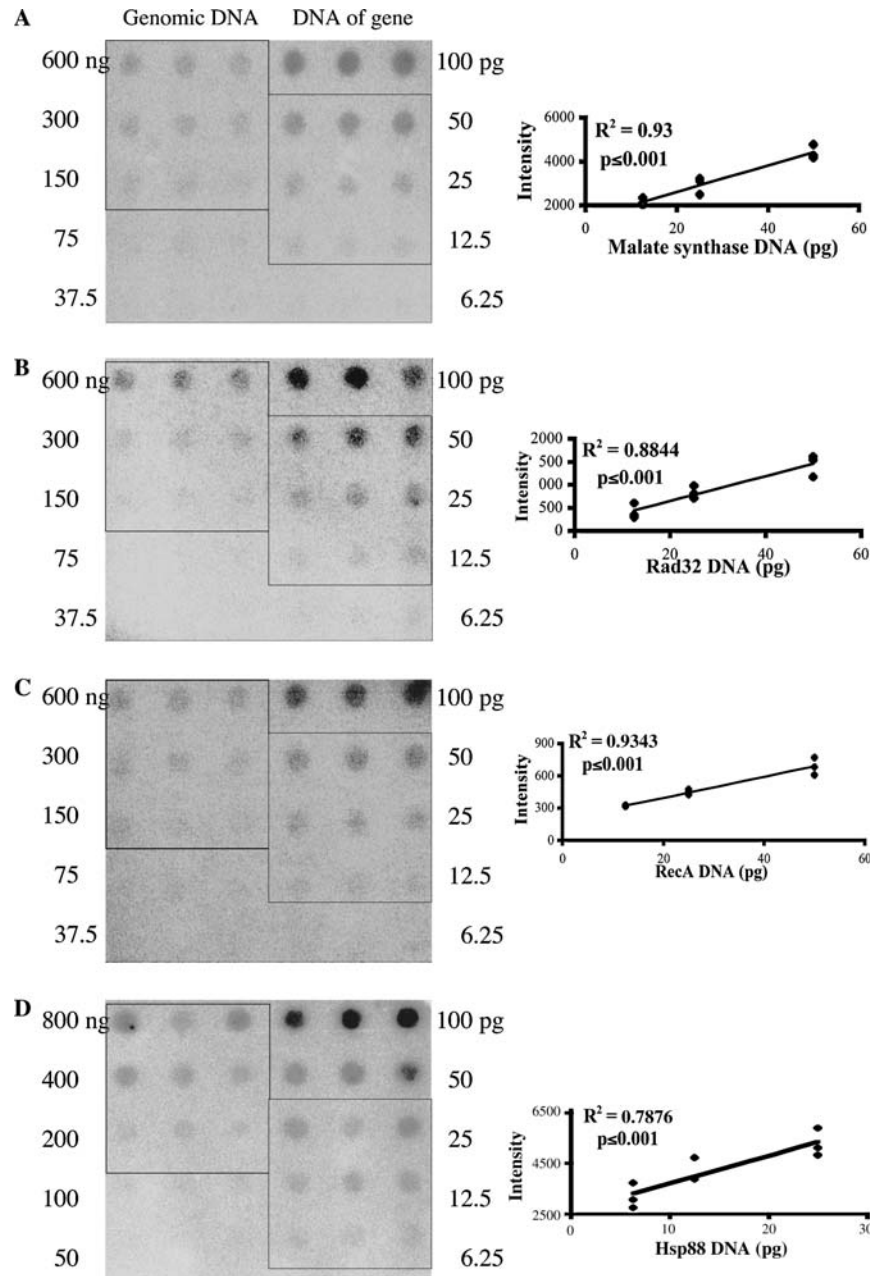 A
Genomic DNA DNA of gene
600 ng 100 pg
300 50
150 25
75 12.5
37.5 6.25
R² = 0.93
p≤0.001
Intensity
6000
4000
2000
0 20 40 60
Malate synthase DNA (pg)
B
600 ng 100 pg
300 50
150 25
75 12.5
37.5 6.25
R² = 0.8844
p≤0.001
Intensity
2000
500
000
500
0
0 20 40 60
Rad32 DNA (pg)
C
600 ng 100 pg
300 50
150 25
75 12.5
37.5 6.25
R² = 0.9343
p≤0.001
Intensity
900
600
300
0
0 20 40 60
RecA DNA (pg)
D
800 ng 100 pg
400 50
200 25
100 12.5
50 6.25
R² = 0.7876
p≤0.001
Intensity
6500
4500
2500
0 10 20 30
Hsp88 DNA (pg)